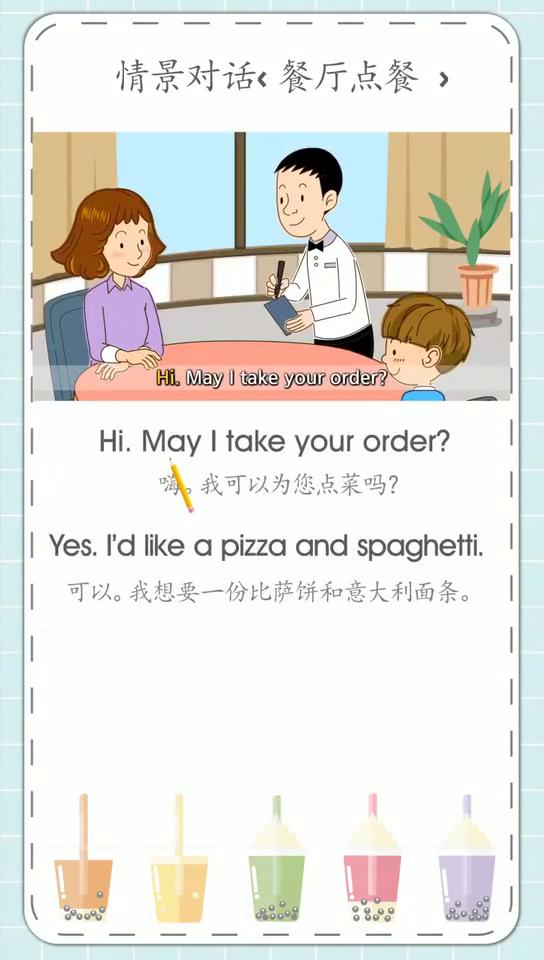 情景对话‹ 餐厅点餐 ›
Hi. May I take your order?
Hi. May I take your order?
嗨。我可以为您点菜吗?
Yes. I'd like a pizza and spaghetti.
可以。我想要一份比萨饼和意大利面条。